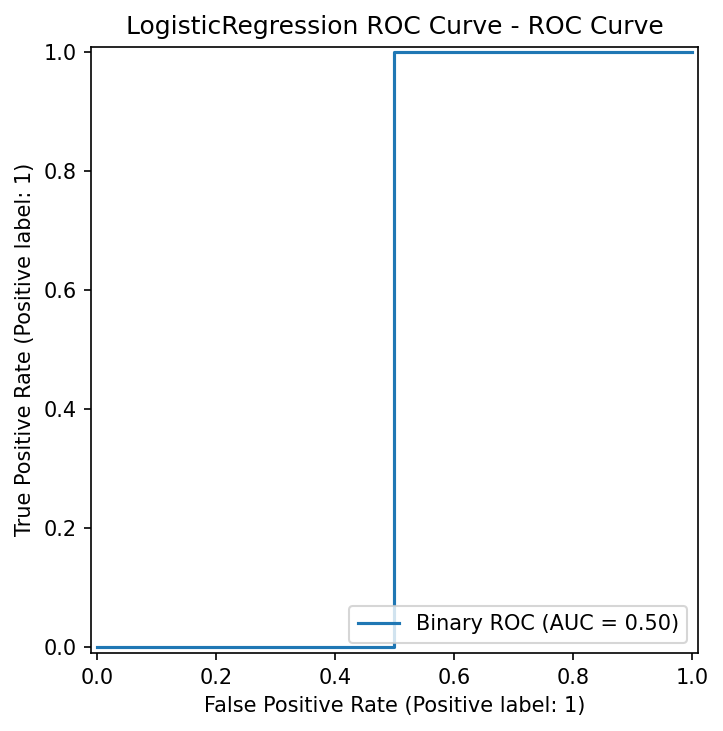 LogisticRegression ROC Curve - ROC Curve
True Positive Rate (Positive label: 1)
1.0
0.8
0.6
0.4
0.2
0.0
Binary ROC (AUC = 0.50)
0.0 0.2 0.4 0.6 0.8 1.0
False Positive Rate (Positive label: 1)